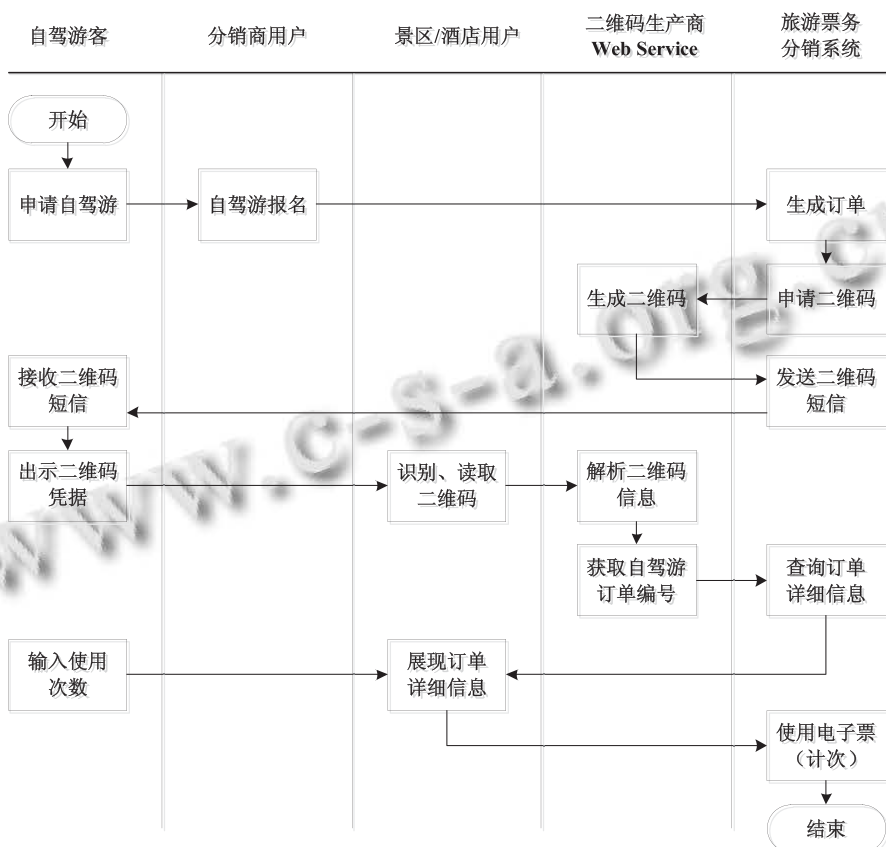 自驾游客
分销商用户
景区/酒店用户
二维码生产商
Web Service
旅游票务
分销系统
开始
申请自驾游
自驾游报名
生成订单
生成二维码
申请二维码
接收二维码
短信
发送二维码
短信
出示二维码
凭据
识别、读取
二维码
解析二维码
信息
获取自驾游
订单编号
查询订单
详细信息
输入使用
次数
展现订单
详细信息
使用电子票
（计次）
结束
www.c-s-a.org.c